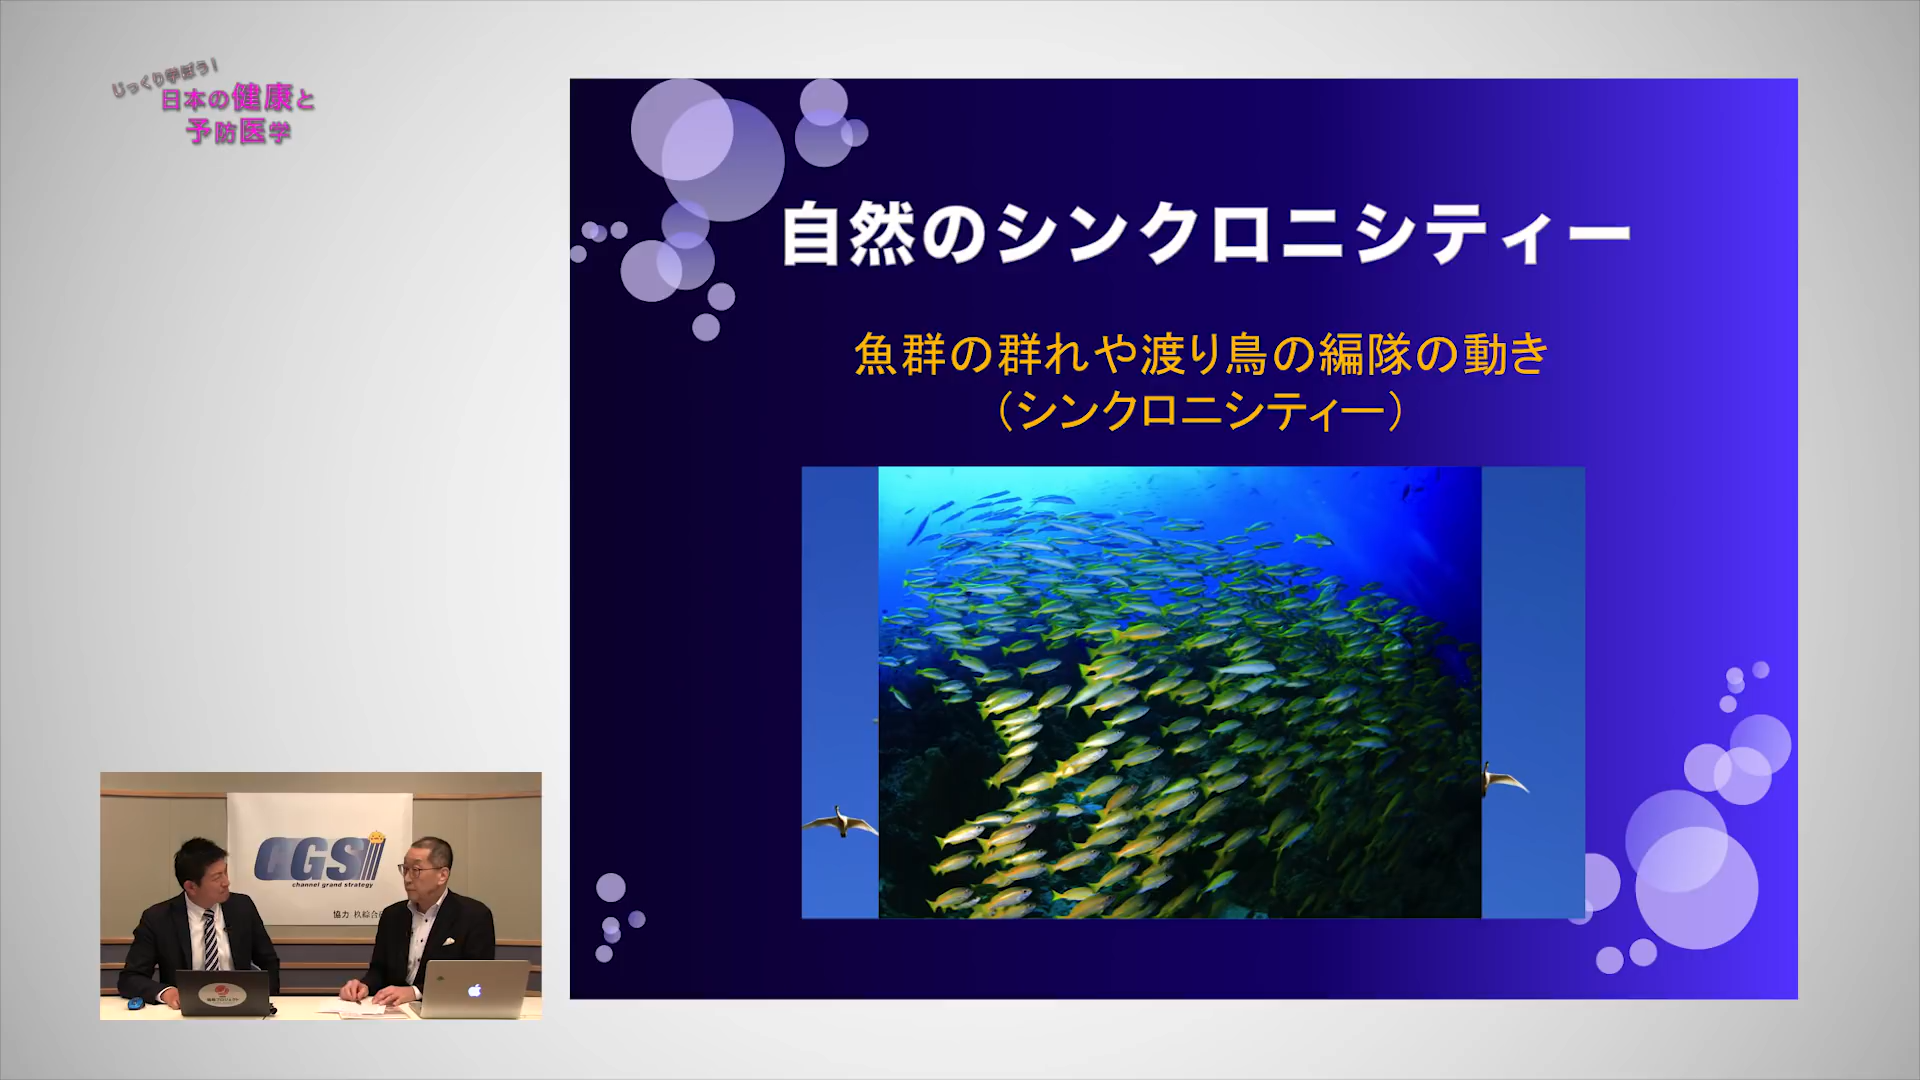 じっくり学ぼう!
日本の健康と
予防医学
自然のシンクロニシティー
魚群の群れや渡り鳥の編隊の動き
（シンクロニシティー）
CGS
channel grand strategy
協力